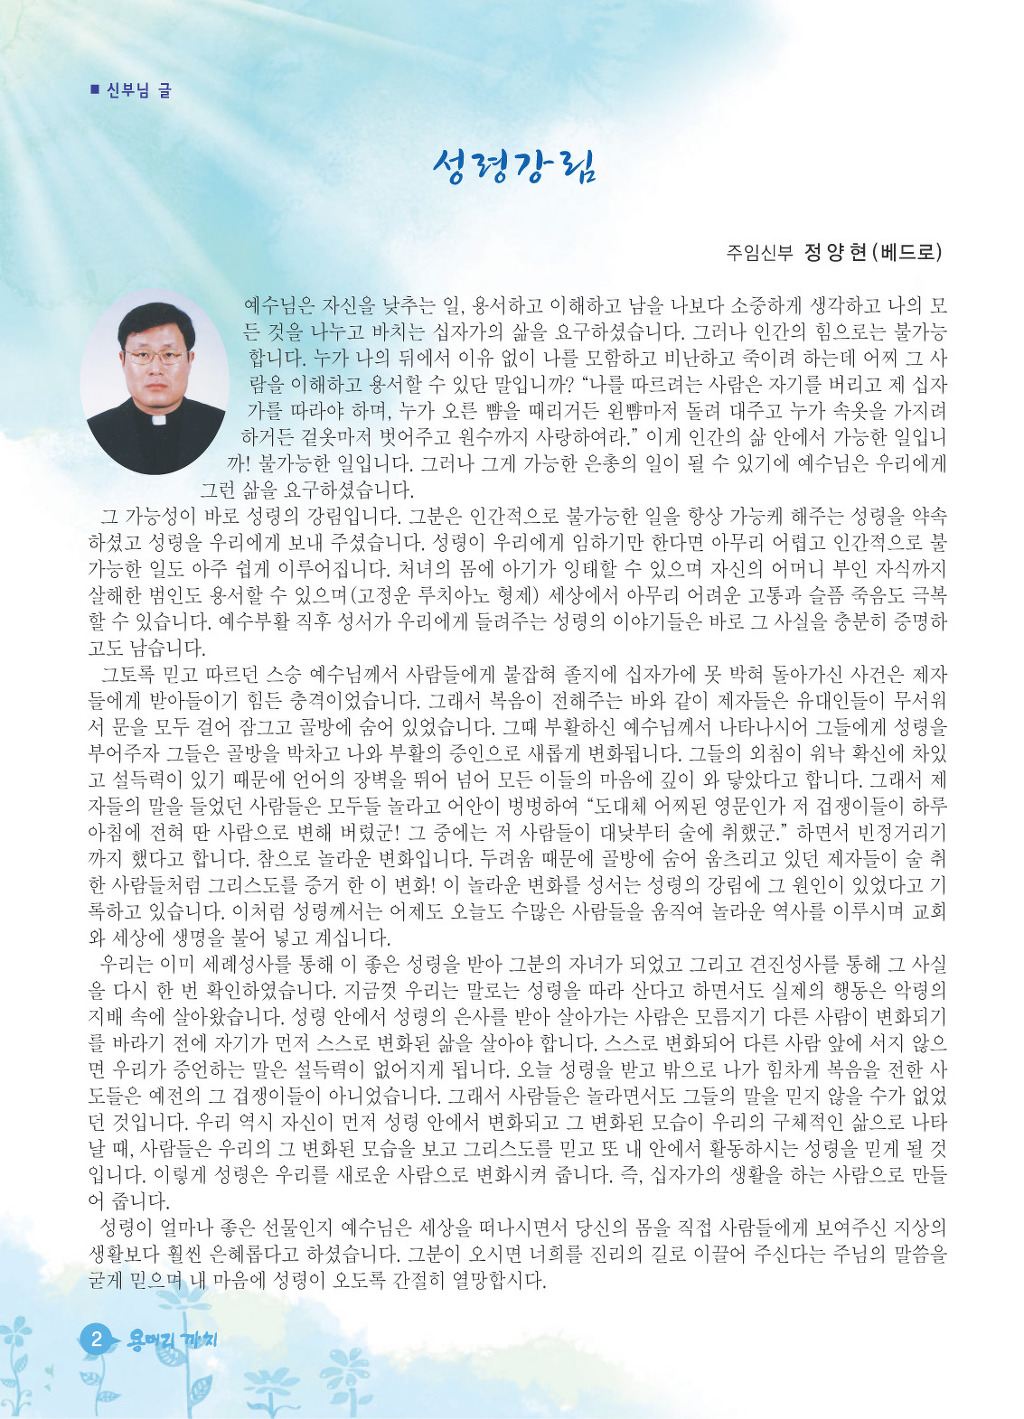 ■ 신부님 글
성령강림
주임신부 정양현(베드로)
예수님은 자신을 낮추는 일, 용서하고 이해하고 남을 나보다 소중하게 생각하고 나의 모
든 것을 나누고 바치는 십자가의 삶을 요구하셨습니다. 그러나 인간의 힘으로는 불가능
합니다. 누가 나의 뒤에서 이유 없이 나를 모함하고 비난하고 죽이려 하는데 어찌 그 사
람을 이해하고 용서할 수 있단 말입니까? “나를 따르려는 사람은 자기를 버리고 제 십자
가를 따라야 하며, 누가 오른 뺨을 때리거든 왼뺨마저 돌려 대주고 누가 속옷을 가지려
하거든 겉옷마저 벗어주고 원수까지 사랑하여라.” 이게 인간의 삶 안에서 가능한 일입니
까! 불가능한 일입니다. 그러나 그게 가능한 은총의 일이 될 수 있기에 예수님은 우리에게
그런 삶을 요구하셨습니다.
그 가능성이 바로 성령의 강림입니다. 그분은 인간적으로 불가능한 일을 항상 가능케 해주는 성령을 약속
하셨고 성령을 우리에게 보내 주셨습니다. 성령이 우리에게 임하기만 한다면 아무리 어렵고 인간적으로 불
가능한 일도 아주 쉽게 이루어집니다. 처녀의 몸에 아기가 잉태할 수 있으며 자신의 어머니 부인 자식까지
살해한 범인도 용서할 수 있으며(고정운 루치아노 형제) 세상에서 아무리 어려운 고통과 슬픔 죽음도 극복
할 수 있습니다. 예수부활 직후 성서가 우리에게 들려주는 성령의 이야기들은 바로 그 사실을 충분히 증명하
고도 남습니다.
그토록 믿고 따르던 스승 예수님께서 사람들에게 붙잡혀 졸지에 십자가에 못 박혀 돌아가신 사건은 제자
들에게 받아들이기 힘든 충격이었습니다. 그래서 복음이 전해주는 바와 같이 제자들은 유대인들이 무서워
서 문을 모두 걸어 잠그고 골방에 숨어 있었습니다. 그때 부활하신 예수님께서 나타나시어 그들에게 성령을
부어주자 그들은 골방을 박차고 나와 부활의 증인으로 새롭게 변화됩니다. 그들의 외침이 워낙 확신에 차있
고 설득력이 있기 때문에 언어의 장벽을 뛰어 넘어 모든 이들의 마음에 깊이 와 닿았다고 합니다. 그래서 제
자들의 말을 들었던 사람들은 모두들 놀라고 어안이 벙벙하여 “도대체 어찌된 영문인가 저 겁쟁이들이 하루
아침에 전혀 딴 사람으로 변해 버렸군! 그 중에는 저 사람들이 대낮부터 술에 취했군.” 하면서 빈정거리기
까지 했다고 합니다. 참으로 놀라운 변화입니다. 두려움 때문에 골방에 숨어 움츠리고 있던 제자들이 술 취
한 사람들처럼 그리스도를 증거 한 이 변화! 이 놀라운 변화를 성서는 성령의 강림에 그 원인이 있었다고 기
록하고 있습니다. 이처럼 성령께서는 어제도 오늘도 수많은 사람들을 움직여 놀라운 역사를 이루시며 교회
와 세상에 생명을 불어 넣고 계십니다.
우리는 이미 세례성사를 통해 이 좋은 성령을 받아 그분의 자녀가 되었고 그리고 견진성사를 통해 그 사실
을 다시 한 번 확인하였습니다. 지금껏 우리는 말로는 성령을 따라 산다고 하면서도 실제의 행동은 악령의
지배 속에 살아왔습니다. 성령 안에서 성령의 은사를 받아 살아가는 사람은 모름지기 다른 사람이 변화되기
를 바라기 전에 자기가 먼저 스스로 변화된 삶을 살아야 합니다. 스스로 변화되어 다른 사람 앞에 서지 않으
면 우리가 증언하는 말은 설득력이 없어지게 됩니다. 오늘 성령을 받고 밖으로 나가 힘차게 복음을 전한 사
도들은 예전의 그 겁쟁이들이 아니었습니다. 그래서 사람들은 놀라면서도 그들의 말을 믿지 않을 수가 없었
던 것입니다. 우리 역시 자신이 먼저 성령 안에서 변화되고 그 변화된 모습이 우리의 구체적인 삶으로 나타
날 때, 사람들은 우리의 그 변화된 모습을 보고 그리스도를 믿고 또 내 안에서 활동하시는 성령을 믿게 될 것
입니다. 이렇게 성령은 우리를 새로운 사람으로 변화시켜 줍니다. 즉, 십자가의 생활을 하는 사람으로 만들
어 줍니다.
성령이 얼마나 좋은 선물인지 예수님은 세상을 떠나시면서 당신의 몸을 직접 사람들에게 보여주신 지상의
생활보다 훨씬 은혜롭다고 하셨습니다. 그분이 오시면 너희를 진리의 길로 이끌어 주신다는 주님의 말씀을
굳게 믿으며 내 마음에 성령이 오도록 간절히 열망합시다.
2 용머리 까치